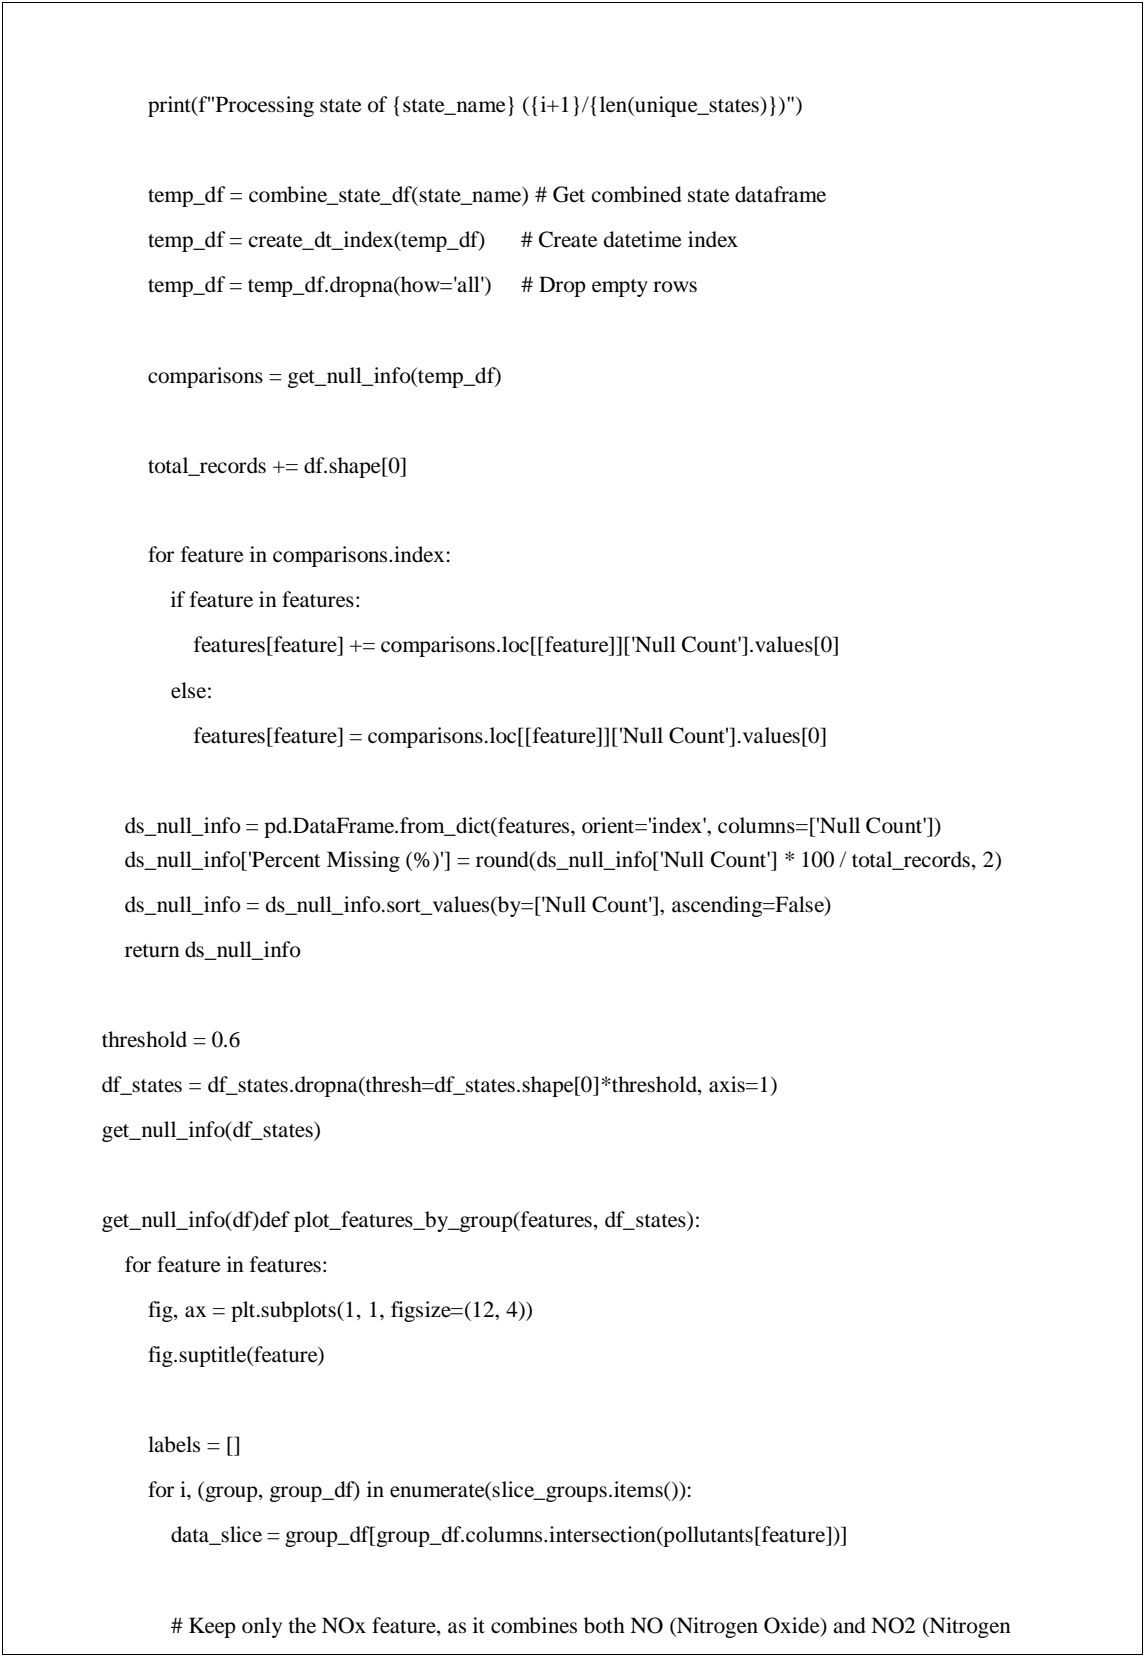 print(f"Processing state of {state_name} ({i+1}/{len(unique_states)})")
temp_df = combine_state_df(state_name) # Get combined state dataframe
temp_df = create_dt_index(temp_df) # Create datetime index
temp_df = temp_df.dropna(how='all') # Drop empty rows
comparisons = get_null_info(temp_df)
total_records += df.shape[0]
for feature in comparisons.index:
if feature in features:
features[feature] += comparisons.loc[[feature]]['Null Count'].values[0]
else:
features[feature] = comparisons.loc[[feature]]['Null Count'].values[0]
ds_null_info = pd.DataFrame.from_dict(features, orient='index', columns=['Null Count'])
ds_null_info['Percent Missing (%)'] = round(ds_null_info['Null Count'] * 100 / total_records, 2)
ds_null_info = ds_null_info.sort_values(by=['Null Count'], ascending=False)
return ds_null_info
threshold = 0.6
df_states = df_states.dropna(thresh=df_states.shape[0]*threshold, axis=1)
get_null_info(df_states)
get_null_info(df)def plot_features_by_group(features, df_states):
for feature in features:
fig, ax = plt.subplots(1, 1, figsize=(12, 4))
fig.suptitle(feature)
labels = []
for i, (group, group_df) in enumerate(slice_groups.items()):
data_slice = group_df[group_df.columns.intersection(pollutants[feature])]
# Keep only the NOx feature, as it combines both NO (Nitrogen Oxide) and NO2 (Nitrogen